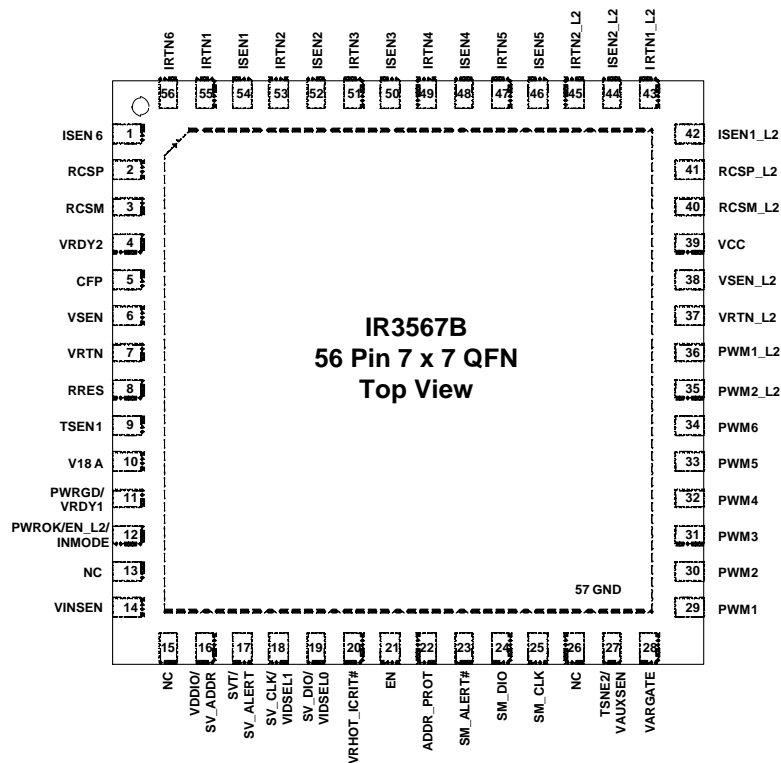 IRTN6
IRTN1
ISEN1
IRTN2
ISEN2
IRTN3
ISEN3
IRTN4
ISEN4
IRTN5
ISEN5
IRTN2_L2
ISEN2_L2
IRTN1_L2
56 55 54 53 52 51 50 49 48 47 46 45 44 43
ISEN 6 1
RCSP 2
RCSM 3
VRDY2 4
CFP 5
VSEN 6
VRTN 7
RRES 8
TSEN1 9
V18 A 10
PWRGD/
VRDY1 11
PWROK/EN_L2/
INMODE 12
NC 13
VINSEN 14
IR3567B
56 Pin 7 x 7 QFN
Top View
57 GND
42 ISEN1_L2
41 RCSP_L2
40 RCSM_L2
39 VCC
38 VSEN_L2
37 VRTN_L2
36 PWM1_L2
35 PWM2_L2
34 PWM6
33 PWM5
32 PWM4
31 PWM3
30 PWM2
29 PWM1
15 16 17 18 19 20 21 22 23 24 25 26 27 28
NC
VDDIO/
SV_ADDR
SVT/
SV_ALERT
SV_CLK/
VIDSEL1
SV_DIO/
VIDSEL0
VRHOT_ICRIT#
EN
ADDR_PROT
SM_ALERT#
SM_DIO
SM_CLK
NC
TSNE2/
VAUXSEN
VARGATE